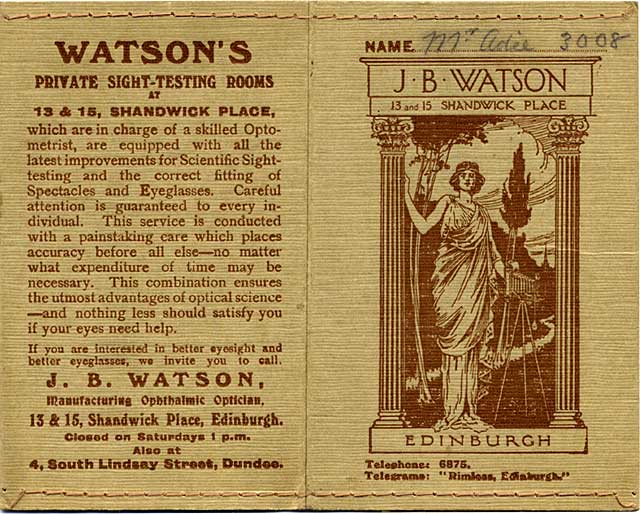 WATSON'S
PRIVATE SIGHT-TESTING ROOMS
AT
13 & 15, SHANDWICK PLACE,
which are in charge of a skilled Opto-
metrist, are equipped with all the
latest improvements for Scientific Sight-
testing and the correct fitting of
Spectacles and Eyeglasses. Careful
attention is guaranteed to every in-
dividual. This service is conducted
with a painstaking care which places
accuracy before all else—no matter
what expenditure of time may be
necessary. This combination ensures
the utmost advantages of optical science
—and nothing less should satisfy you
if your eyes need help.
If you are interested in better eyesight and
better eyeglasses, we invite you to call.
J. B. WATSON,
Manufacturing Ophthalmic Optician,
13 & 15, Shandwick Place, Edinburgh.
Closed on Saturdays 1 p.m.
Also at
4, South Lindsay Street, Dundee.
NAME Mr Adie 3008
J·B·WATSON
13 and 15 SHANDWICK PLACE
EDINBURGH
Telephone: 6875.
Telegrams: "Rimless, Edinburgh."